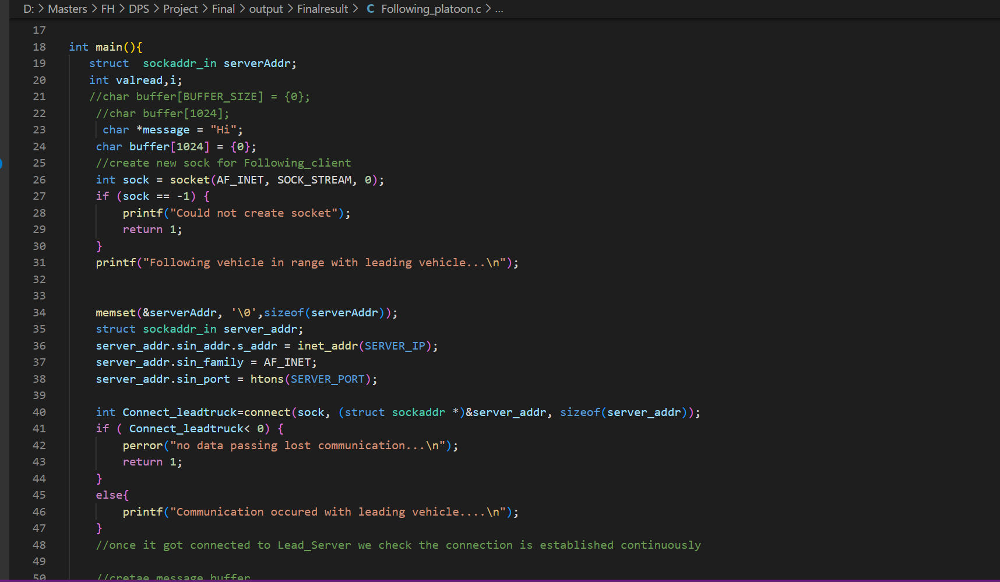 D: > Masters > FH > DPS > Project > Final > output > Finalresult > C Following_platoon.c > ...
17
18 int main(){
19 struct  sockaddr_in serverAddr;
20 int valread,i;
21 //char buffer[BUFFER_SIZE] = {0};
22 //char buffer[1024];
23 char *message = "Hi";
24 char buffer[1024] = {0};
25 //create new sock for Following_client
26 int sock = socket(AF_INET, SOCK_STREAM, 0);
27 if (sock == -1) {
28 printf("Could not create socket");
29 return 1;
30 }
31 printf("Following vehicle in range with leading vehicle...\n");
32
33
34 memset(&serverAddr, '\0',sizeof(serverAddr));
35 struct sockaddr_in server_addr;
36 server_addr.sin_addr.s_addr = inet_addr(SERVER_IP);
37 server_addr.sin_family = AF_INET;
38 server_addr.sin_port = htons(SERVER_PORT);
39
40 int Connect_leadtruck=connect(sock, (struct sockaddr *)&server_addr, sizeof(server_addr));
41 if ( Connect_leadtruck< 0) {
42 perror("no data passing lost communication...\n");
43 return 1;
44 }
45 else{
46 printf("Communication occured with leading vehicle....\n");
47 }
48 //once it got connected to Lead_Server we check the connection is established continuously
49
50 //cretae message buffer